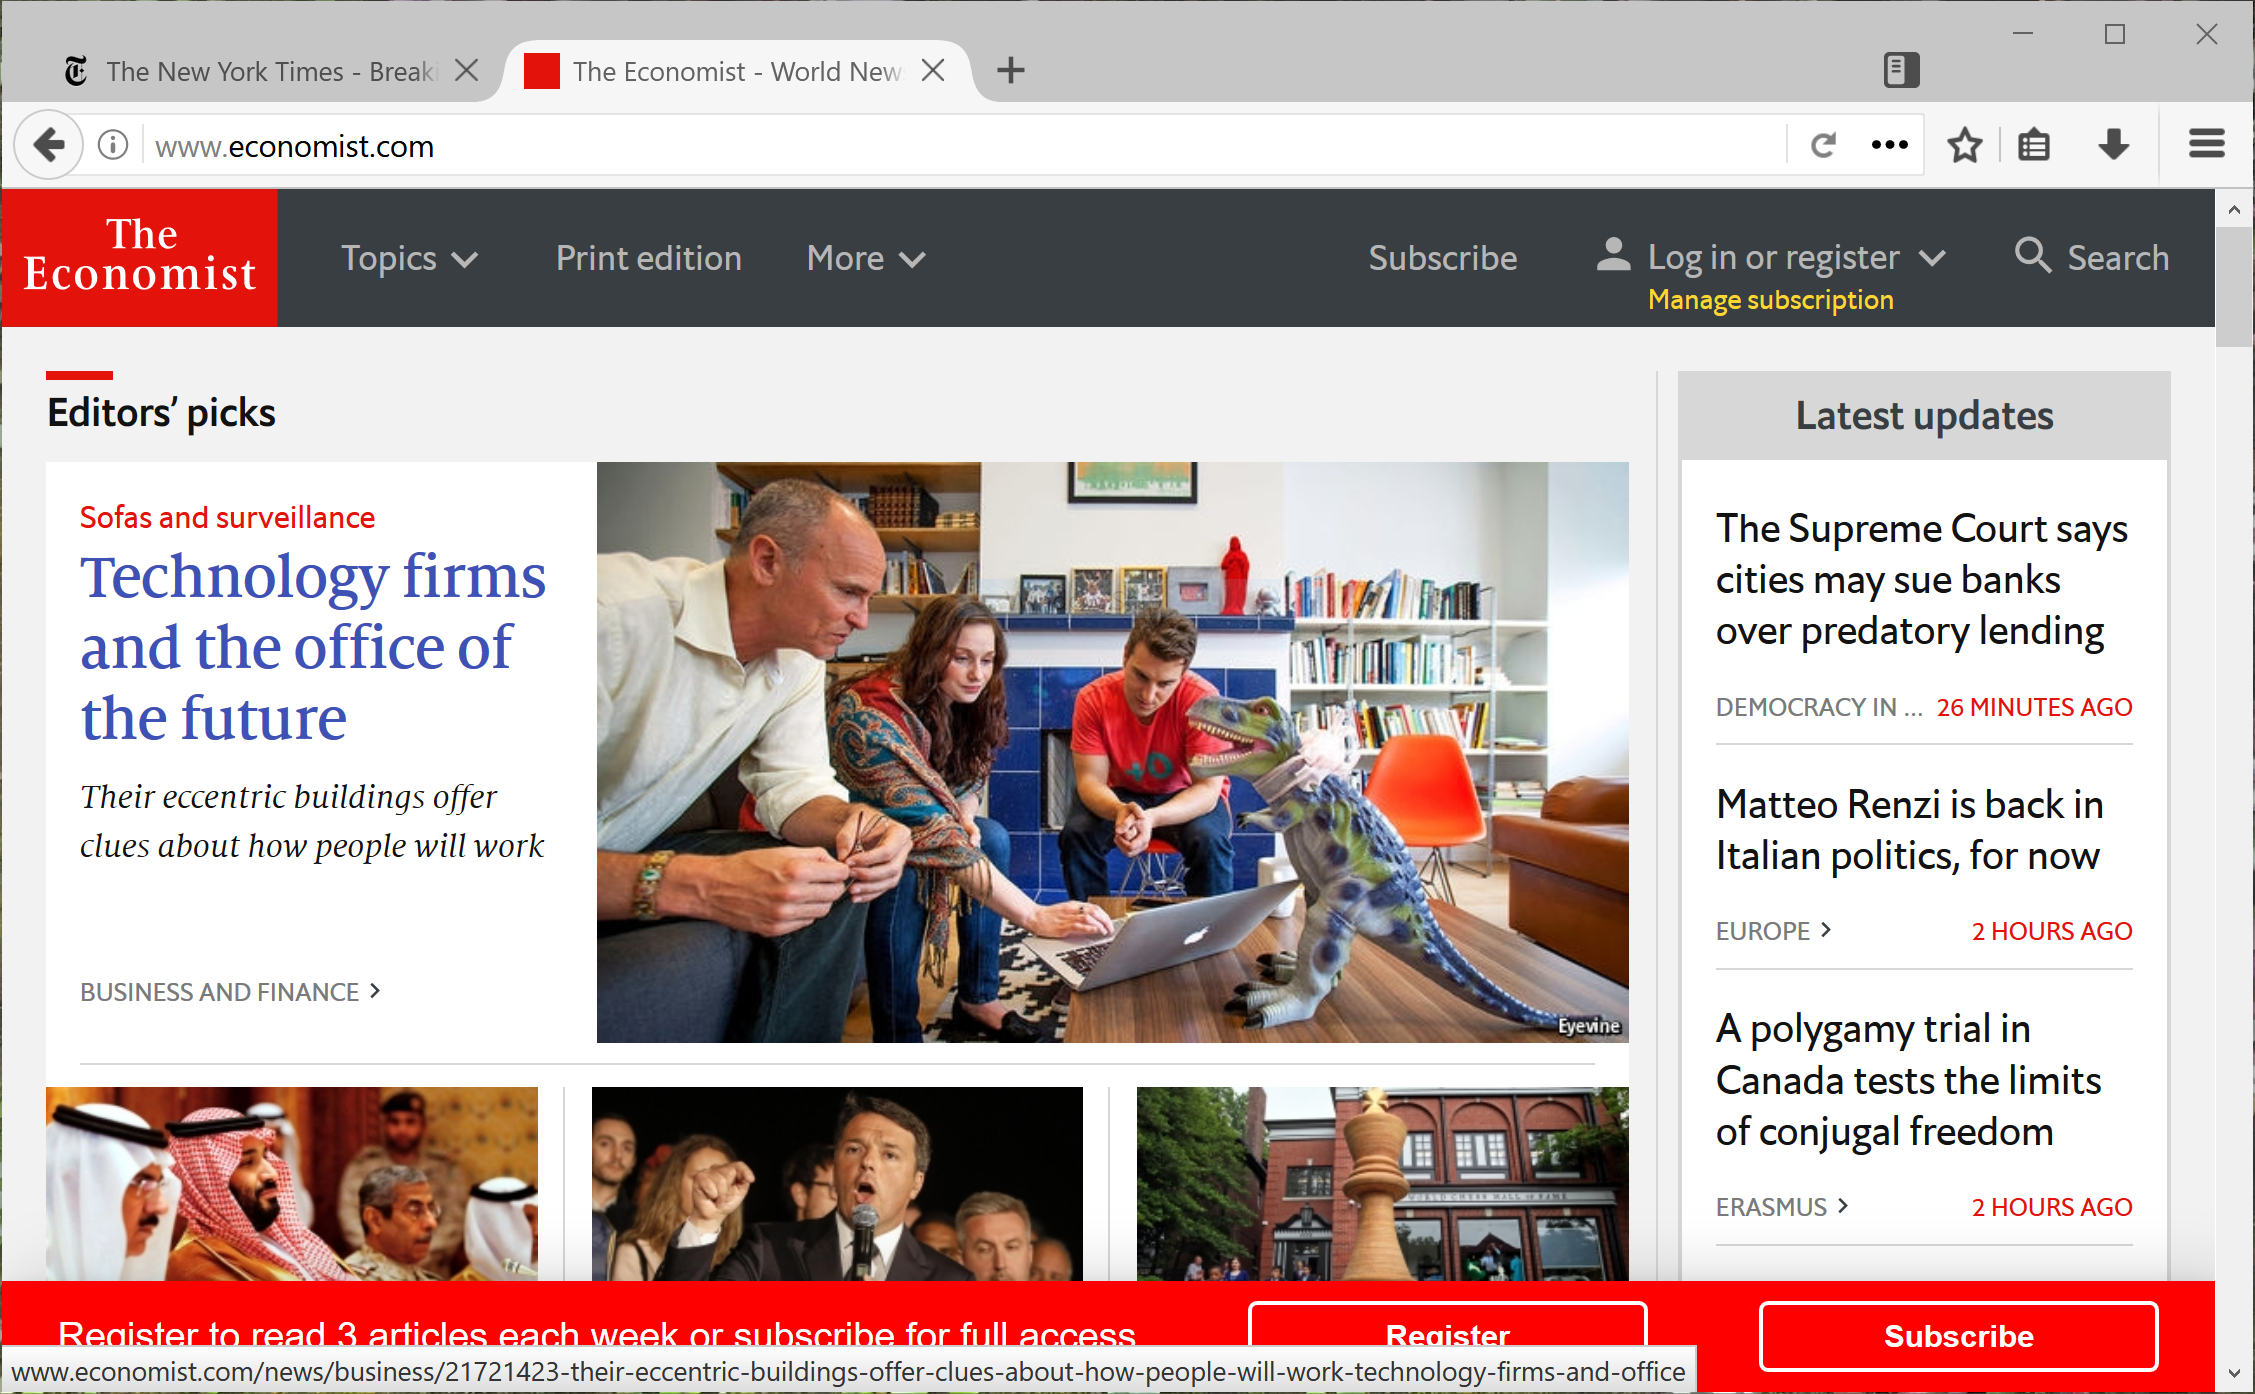 The New York Times - Breaki
The Economist - World New
www.economist.com
The
Economist
Topics
Print edition
More
Subscribe
Log in or register
Manage subscription
Search
Editors’ picks
Sofas and surveillance
Technology firms
and the office of
the future
Their eccentric buildings offer
clues about how people will work
BUSINESS AND FINANCE
Eyevine
WORLD CHESS HALL OF FAME
Latest updates
The Supreme Court says
cities may sue banks
over predatory lending
DEMOCRACY IN ... 26 MINUTES AGO
Matteo Renzi is back in
Italian politics, for now
EUROPE 2 HOURS AGO
A polygamy trial in
Canada tests the limits
of conjugal freedom
ERASMUS 2 HOURS AGO
Register to read 3 articles each week or subscribe for full access
Register
Subscribe
www.economist.com/news/business/21721423-their-eccentric-buildings-offer-clues-about-how-people-will-work-technology-firms-and-office